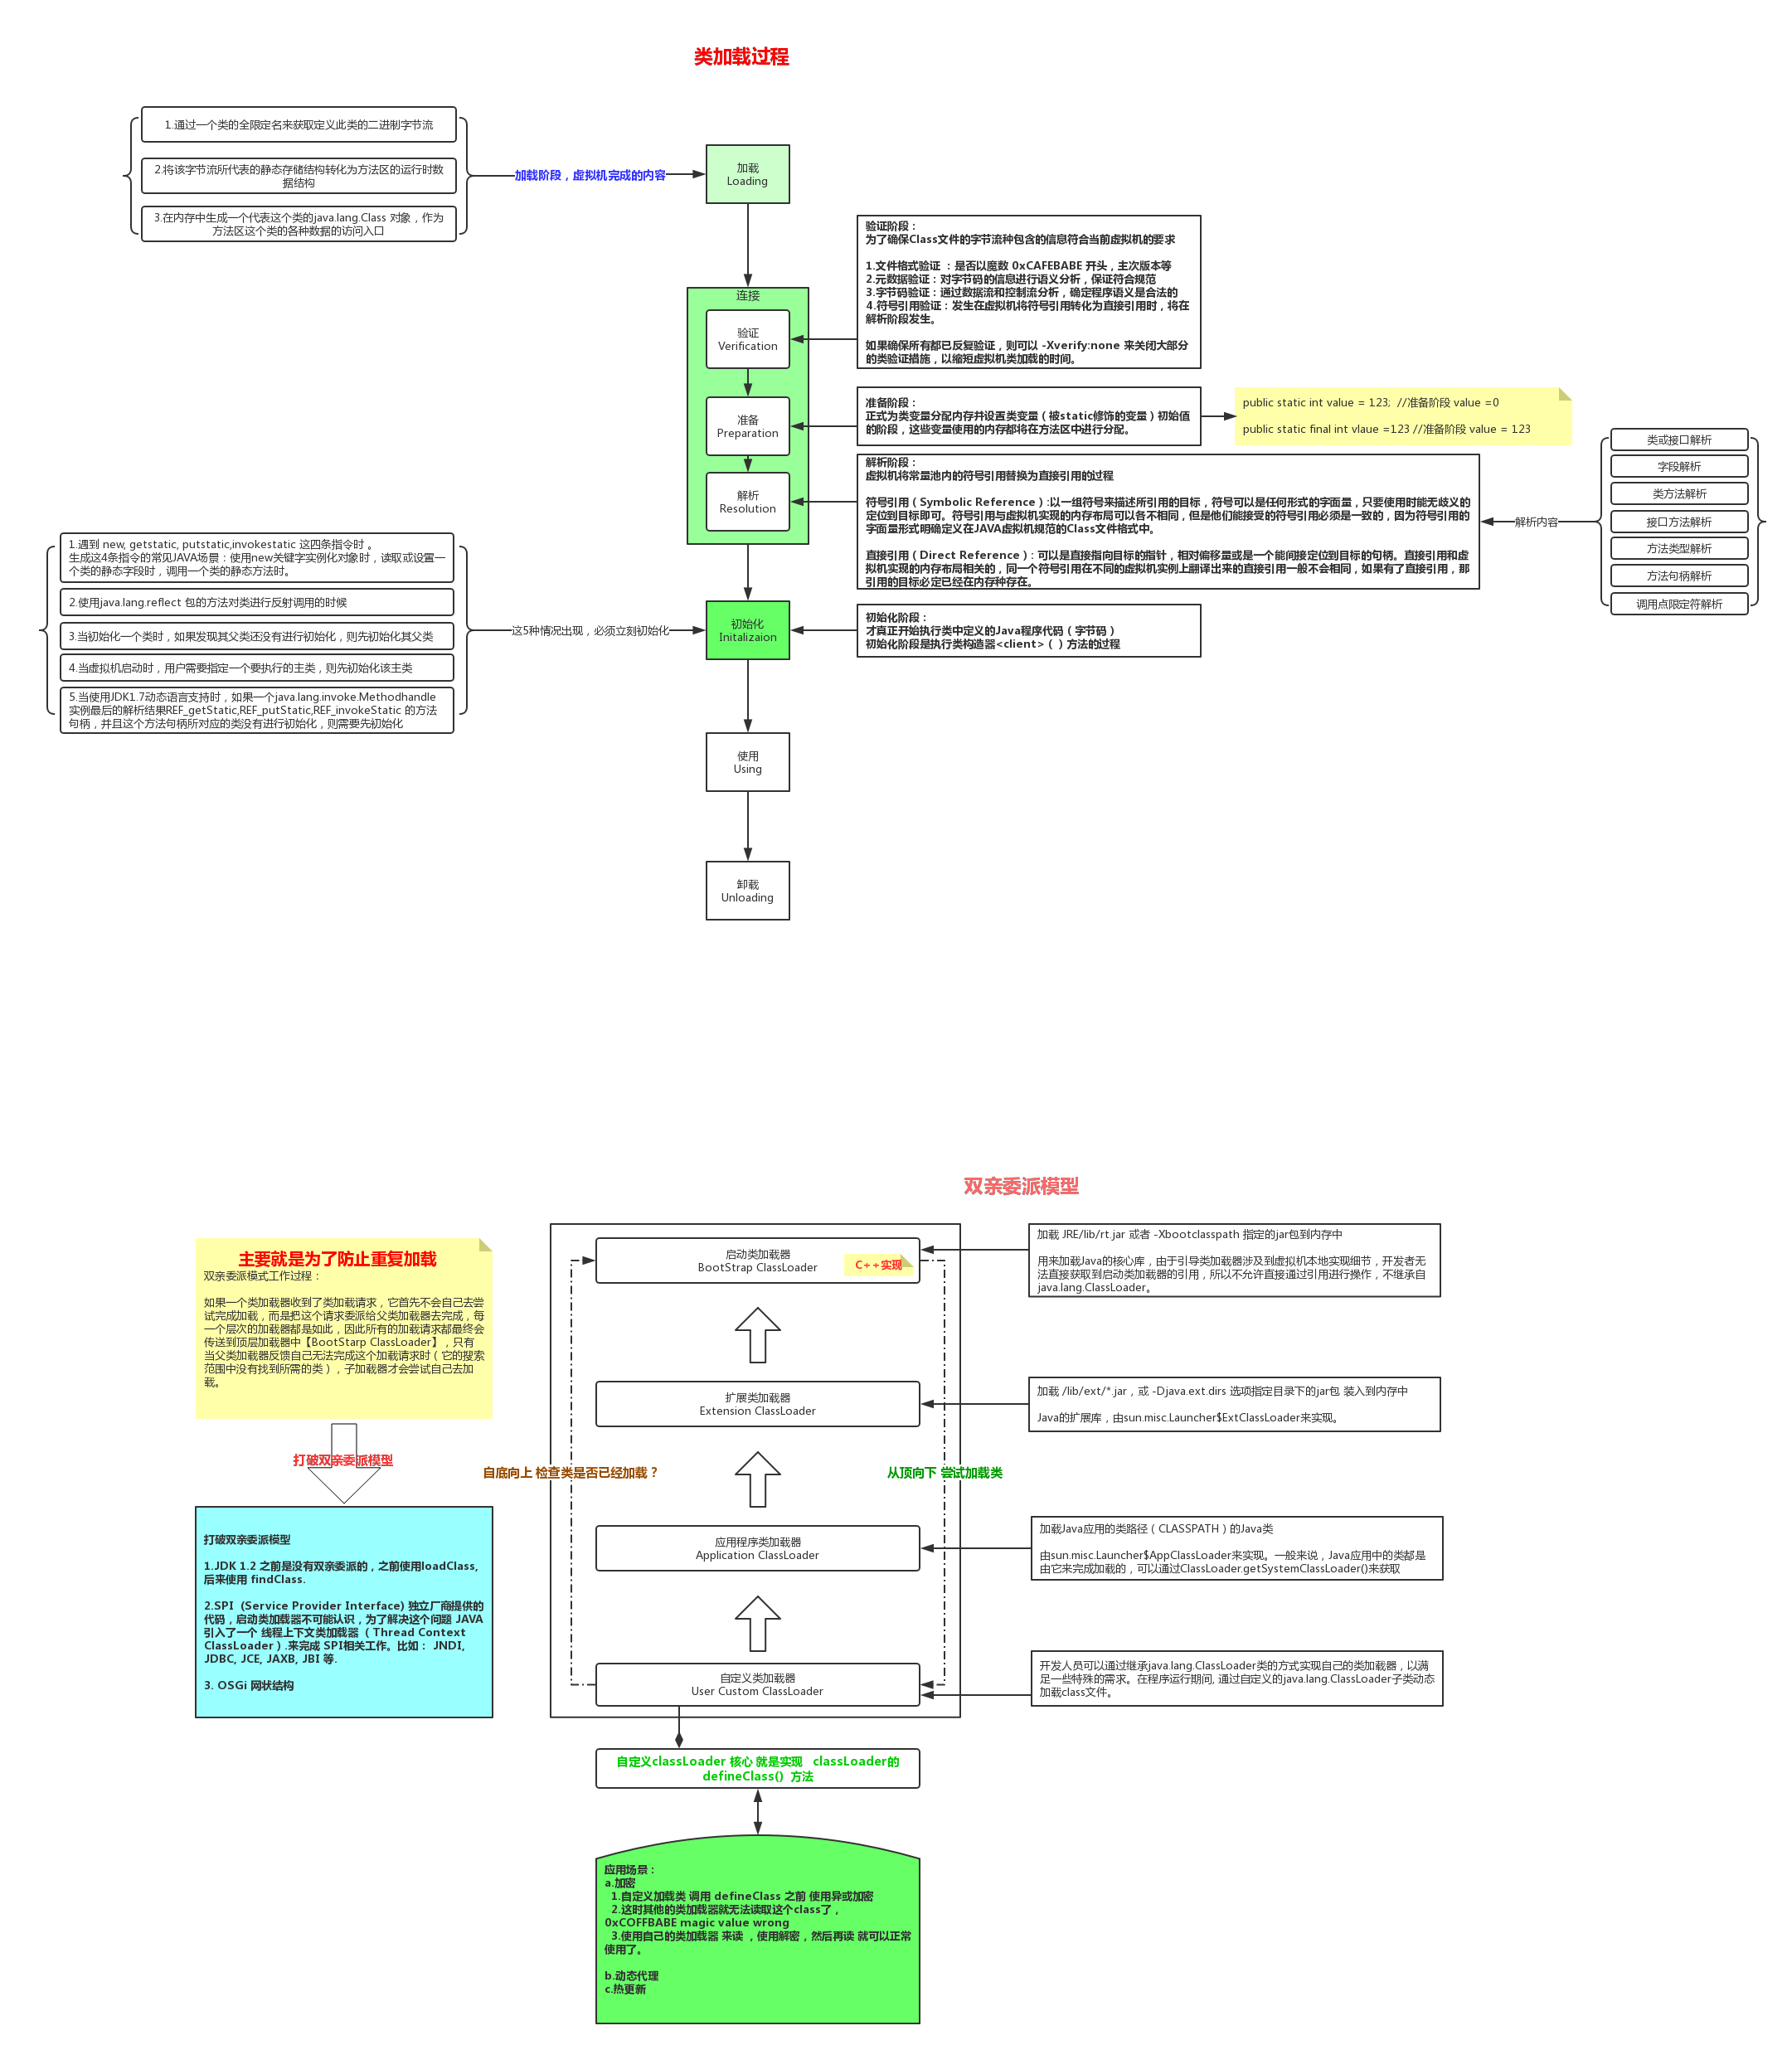 类加载过程
1.通过一个类的全限定名来获取定义此类的二进制字节流
2.将该字节流所代表的静态存储结构转化为方法区的运行时数
据结构
3.在内存中生成一个代表这个类的java.lang.Class 对象，作为
方法区这个类的各种数据的访问入口
加载阶段，虚拟机完成的内容
加载
Loading
连接
验证
Verification
准备
Preparation
解析
Resolution
验证阶段：
为了确保Class文件的字节流种包含的信息符合当前虚拟机的要求
1.文件格式验证 ：是否以魔数 0xCAFEBABE 开头，主次版本等
2.元数据验证：对字节码的信息进行语义分析，保证符合规范
3.字节码验证：通过数据流和控制流分析，确定程序语义是合法的
4.符号引用验证：发生在虚拟机将符号引用转化为直接引用时，将在
解析阶段发生。
如果确保所有都已反复验证，则可以 -Xverify:none 来关闭大部分
的类验证措施，以缩短虚拟机类加载的时间。
准备阶段：
正式为类变量分配内存并设置类变量（被static修饰的变量）初始值
的阶段，这些变量使用的内存都将在方法区中进行分配。
public static int value = 123;  //准备阶段 value =0
public static final int vlaue =123 //准备阶段 value = 123
解析阶段：
虚拟机将常量池内的符号引用替换为直接引用的过程
符号引用（Symbolic Reference）:以一组符号来描述所引用的目标，符号可以是任何形式的字面量，只要使用时能无歧义的
定位到目标即可。符号引用与虚拟机实现的内存布局可以各不相同，但是他们能接受的符号引用必须是一致的，因为符号引用的
字面量形式明确定义在JAVA虚拟机规范的Class文件格式中。
直接引用（Direct Reference）: 可以是直接指向目标的指针，相对偏移量或是一个能间接定位到目标的句柄。直接引用和虚
拟机实现的内存布局相关的，同一个符号引用在不同的虚拟机实例上翻译出来的直接引用一般不会相同，如果有了直接引用，那
引用的目标必定已经在内存种存在。
解析内容
类或接口解析
字段解析
类方法解析
接口方法解析
方法类型解析
方法句柄解析
调用点限定符解析
1.遇到 new, getstatic, putstatic,invokestatic 这四条指令时 。
生成这4条指令的常见JAVA场景：使用new关键字实例化对象时，读取或设置一
个类的静态字段时，调用一个类的静态方法时。
2.使用java.lang.reflect 包的方法对类进行反射调用的时候
3.当初始化一个类时，如果发现其父类还没有进行初始化，则先初始化其父类
4.当虚拟机启动时，用户需要指定一个要执行的主类，则先初始化该主类
5.当使用JDK1.7动态语言支持时，如果一个java.lang.invoke.Methodhandle
实例最后的解析结果REF_getStatic,REF_putStatic,REF_invokeStatic 的方法
句柄，并且这个方法句柄所对应的类没有进行初始化，则需要先初始化
这5种情况出现，必须立刻初始化
初始化
Initalizaion
初始化阶段：
才真正开始执行类中定义的Java程序代码（字节码）
初始化阶段是执行类构造器<client>（）方法的过程
使用
Using
卸载
Unloading
双亲委派模型
主要就是为了防止重复加载
双亲委派模式工作过程：
如果一个类加载器收到了类加载请求，它首先不会自己去尝
试完成加载，而是把这个请求委派给父类加载器去完成，每
一个层次的加载器都是如此，因此所有的加载请求都最终会
传送到顶层加载器中【BootStarp ClassLoader】，只有
当父类加载器反馈自己无法完成这个加载请求时（它的搜索
范围中没有找到所需的类），子加载器才会尝试自己去加
载。
打破双亲委派模型
打破双亲委派模型
1.JDK 1.2 之前是没有双亲委派的，之前使用loadClass,
后来使用 findClass.
2.SPI  (Service Provider Interface) 独立厂商提供的
代码，启动类加载器不可能认识，为了解决这个问题 JAVA
引入了一个 线程上下文类加载器 （Thread Context
ClassLoader）.来完成 SPI相关工作。比如： JNDI,
JDBC, JCE, JAXB, JBI 等.
3. OSGi 网状结构
启动类加载器
BootStrap ClassLoader
C++实现
扩展类加载器
Extension ClassLoader
自底向上 检查类是否已经加载？
从顶向下 尝试加载类
应用程序类加载器
Application ClassLoader
自定义类加载器
User Custom ClassLoader
加载 JRE/lib/rt.jar 或者 -Xbootclasspath 指定的jar包到内存中
用来加载Java的核心库，由于引导类加载器涉及到虚拟机本地实现细节，开发者无
法直接获取到启动类加载器的引用，所以不允许直接通过引用进行操作，不继承自
java.lang.ClassLoader。
加载 /lib/ext/*.jar，或 -Djava.ext.dirs 选项指定目录下的jar包 装入到内存中
Java的扩展库，由sun.misc.Launcher$ExtClassLoader来实现。
加载Java应用的类路径（CLASSPATH）的Java类
由sun.misc.Launcher$AppClassLoader来实现。一般来说，Java应用中的类都是
由它来完成加载的，可以通过ClassLoader.getSystemClassLoader()来获取
开发人员可以通过继承java.lang.ClassLoader类的方式实现自己的类加载器，以满
足一些特殊的需求。在程序运行期间, 通过自定义的java.lang.ClassLoader子类动态
加载class文件。
自定义classLoader 核心 就是实现   classLoader的
defineClass()  方法
应用场景：
a.加密
1.自定义加载类 调用 defineClass 之前 使用异或加密
2.这时其他的类加载器就无法读取这个class了，
0xCOFFBABE magic value wrong
3.使用自己的类加载器 来读 ，使用解密，然后再读 就可以正常
使用了。
b.动态代理
c.热更新